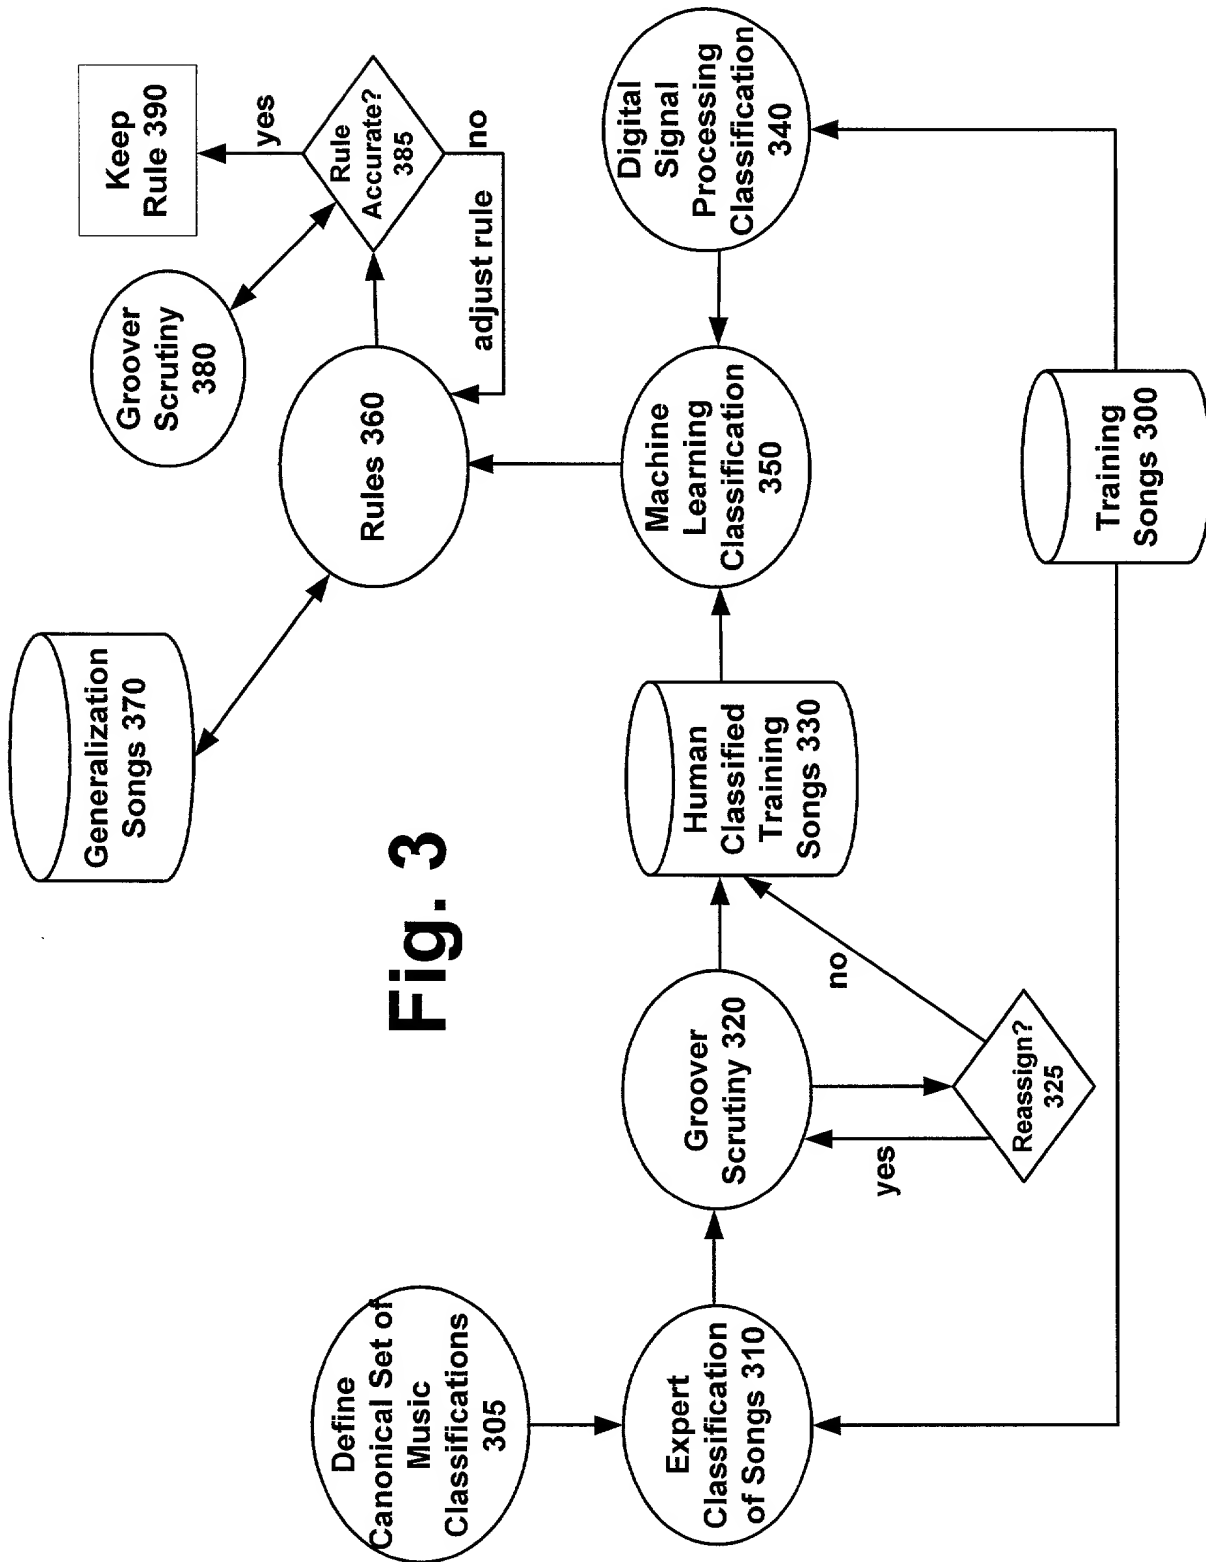 Generalization
Songs 370
Groover
Scrutiny
380
Keep
Rule 390
yes
Rule
Accurate?
385
no
adjust rule
Rules 360
Fig. 3
Define
Canonical Set of
Music
Classifications
305
Expert
Classification
of Songs 310
Groover
Scrutiny 320
yes
no
Reassign?
325
Human
Classified
Training
Songs 330
Machine
Learning
Classification
350
Digital
Signal
Processing
Classification
340
Training
Songs 300